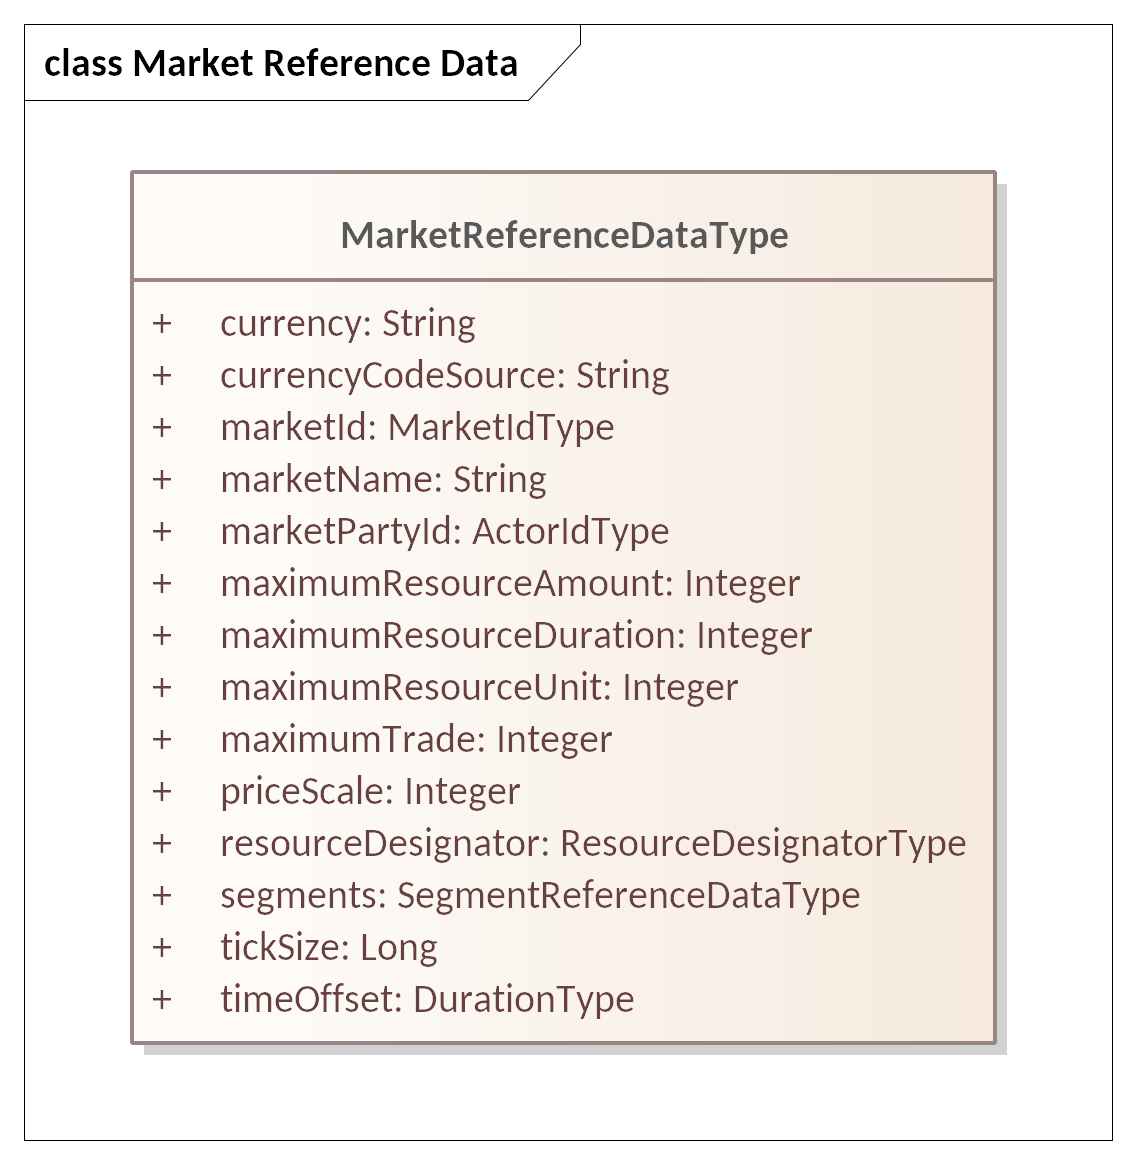 class Market Reference Data
MarketReferenceDataType
+ currency: String
+ currencyCodeSource: String
+ marketId: MarketIdType
+ marketName: String
+ marketPartyId: ActorIdType
+ maximumResourceAmount: Integer
+ maximumResourceDuration: Integer
+ maximumResourceUnit: Integer
+ maximumTrade: Integer
+ priceScale: Integer
+ resourceDesignator: ResourceDesignatorType
+ segments: SegmentReferenceDataType
+ tickSize: Long
+ timeOffset: DurationType